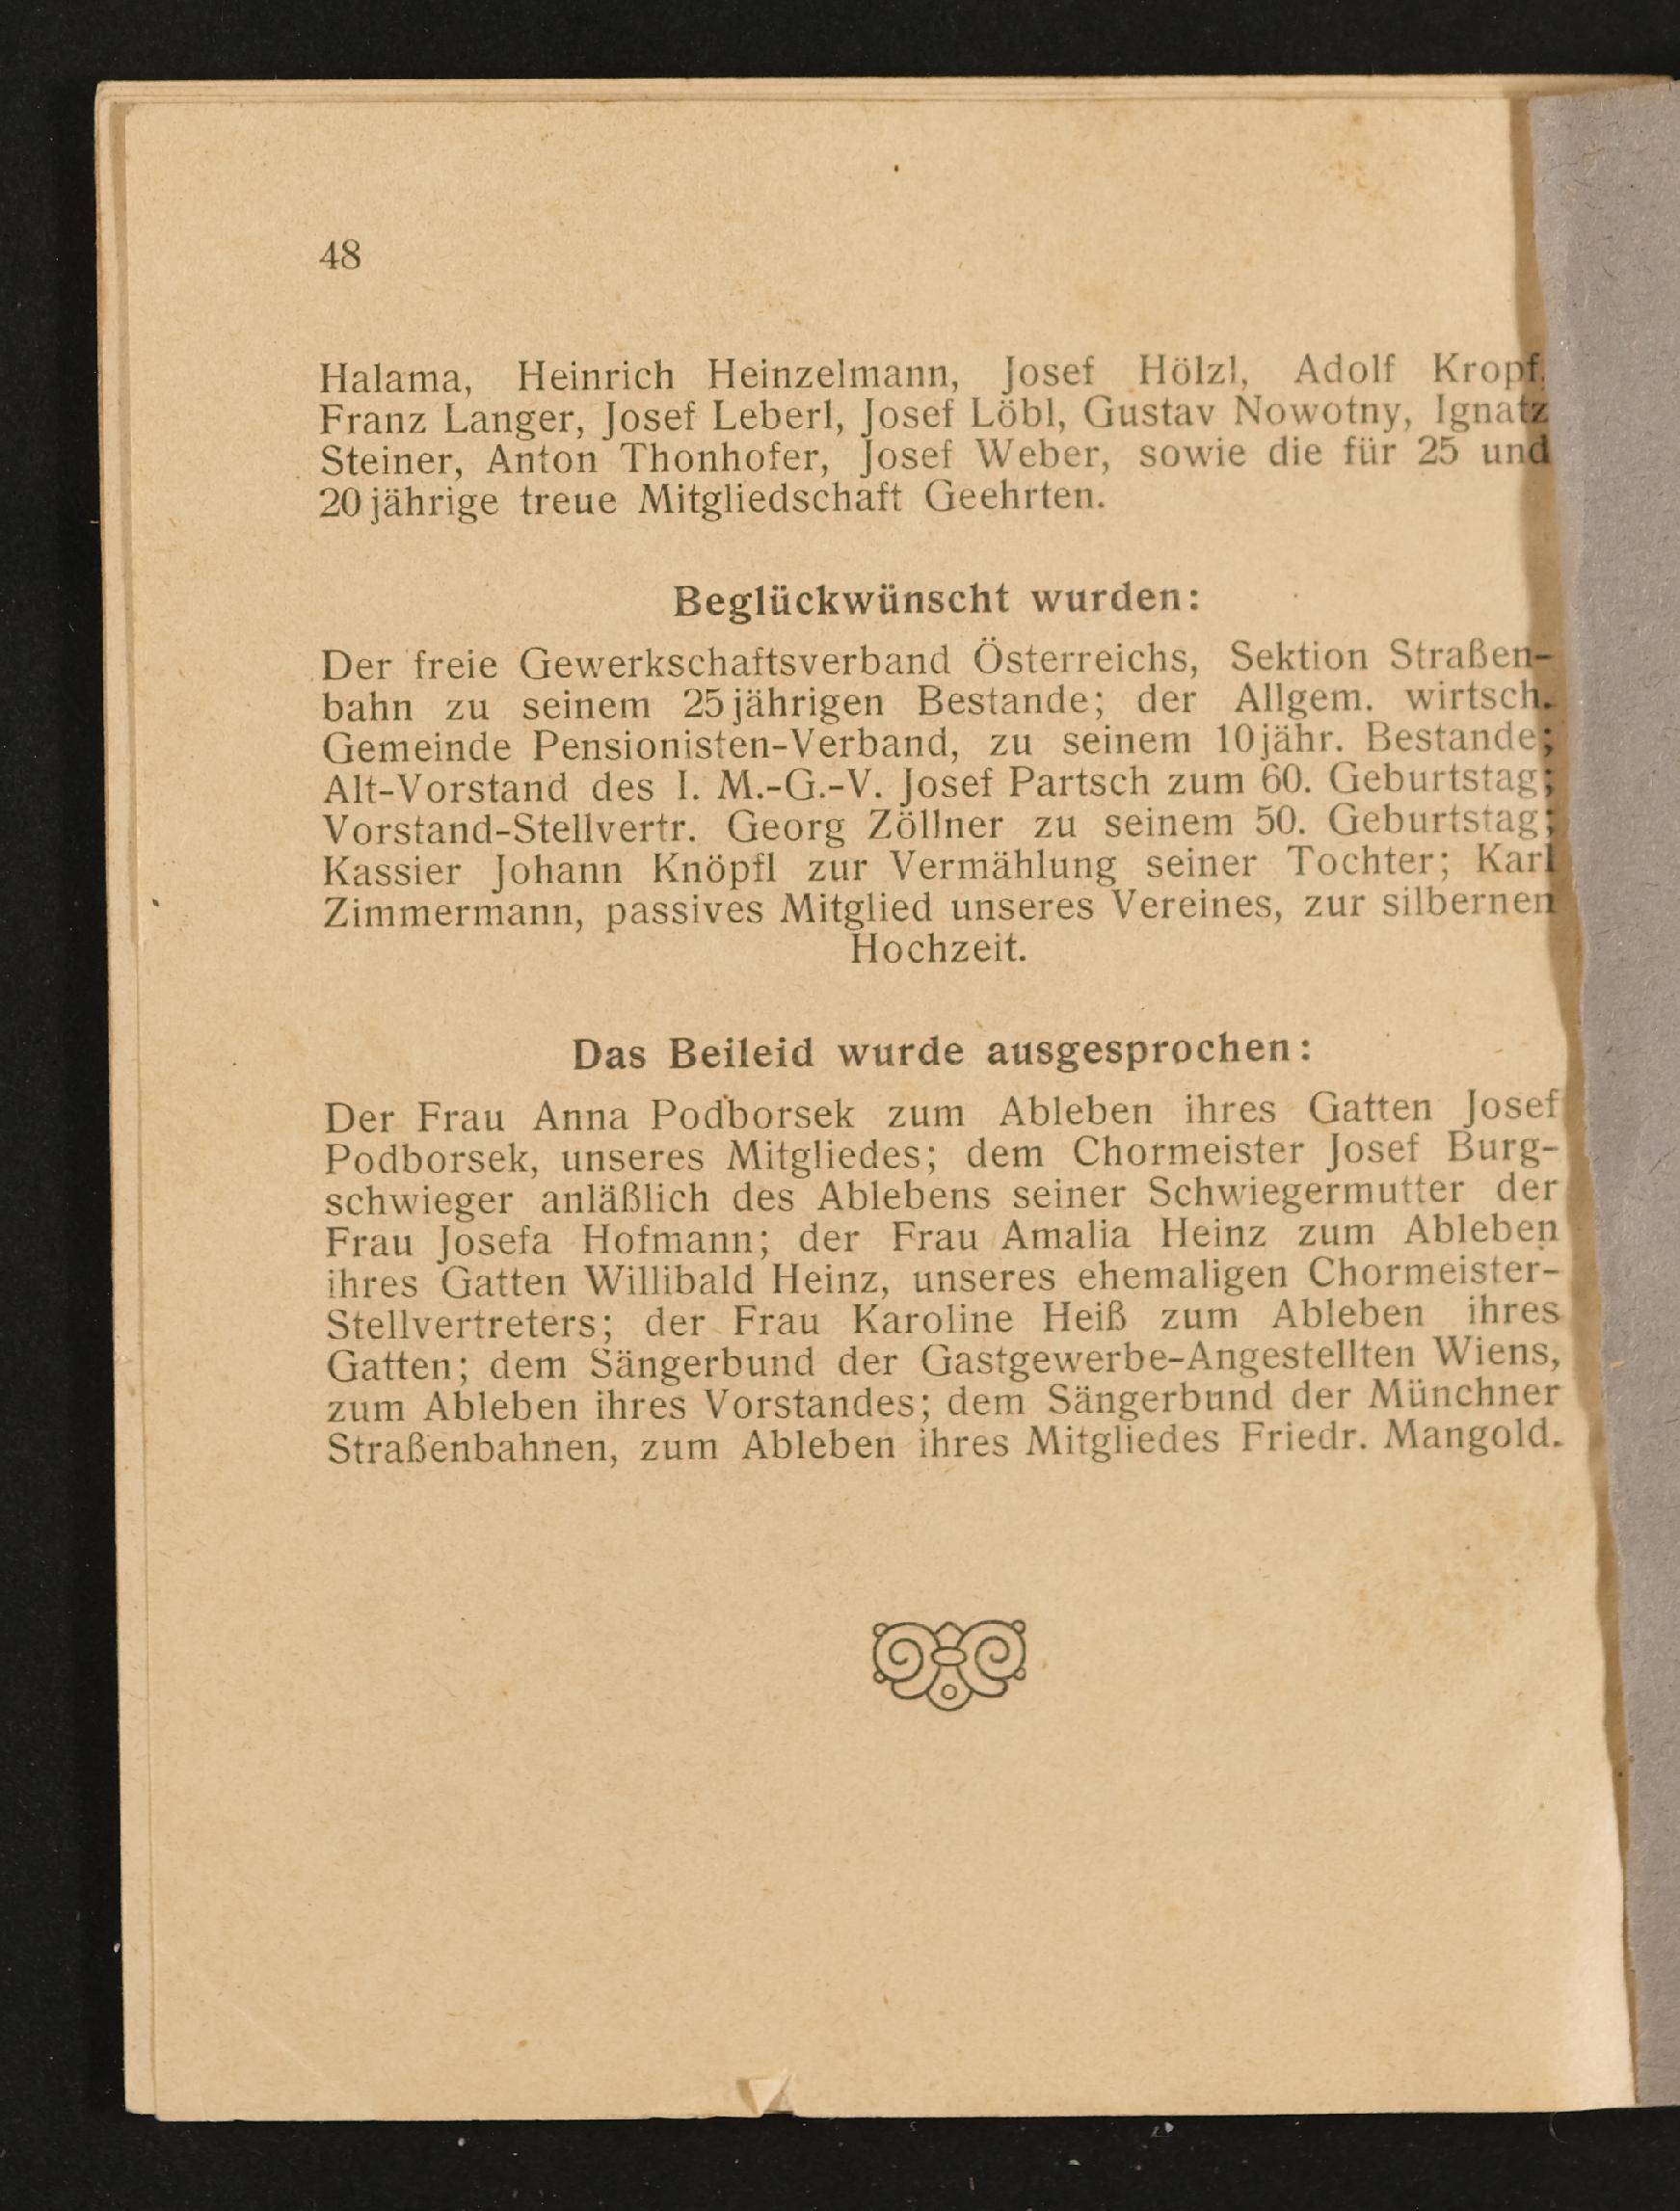 48
Halama, Heinrich Heinzelmann, Josef Hölzl, Adolf Kropf,
Franz Langer, Josef Leberl, Josef Löbl, Gustav Nowotny, Ignatz
Steiner, Anton Thonhofer, Josef Weber, sowie die für 25 und
20jährige treue Mitgliedschaft Geehrten.
Beglückwünscht wurden:
Der freie Gewerkschaftsverband Österreichs, Sektion Straßen-
bahn zu seinem 25jährigen Bestande; der Allgem. wirtsch.
Gemeinde Pensionisten-Verband, zu seinem 10jähr. Bestande;
Alt-Vorstand des I. M.-G.-V. Josef Partsch zum 60. Geburtstag;
Vorstand-Stellvertr. Georg Zöllner zu seinem 50. Geburtstag;
Kassier Johann Knöpfl zur Vermählung seiner Tochter; Karl
Zimmermann, passives Mitglied unseres Vereines, zur silbernen
Hochzeit.
Das Beileid wurde ausgesprochen:
Der Frau Anna Podborsek zum Ableben ihres Gatten Josef
Podborsek, unseres Mitgliedes; dem Chormeister Josef Burg-
schwieger anläßlich des Ablebens seiner Schwiegermutter der
Frau Josefa Hofmann; der Frau Amalia Heinz zum Ableben
ihres Gatten Willibald Heinz, unseres ehemaligen Chormeister-
Stellvertreters; der Frau Karoline Heiß zum Ableben ihres
Gatten; dem Sängerbund der Gastgewerbe-Angestellten Wiens,
zum Ableben ihres Vorstandes; dem Sängerbund der Münchner
Straßenbahnen, zum Ableben ihres Mitgliedes Friedr. Mangold.